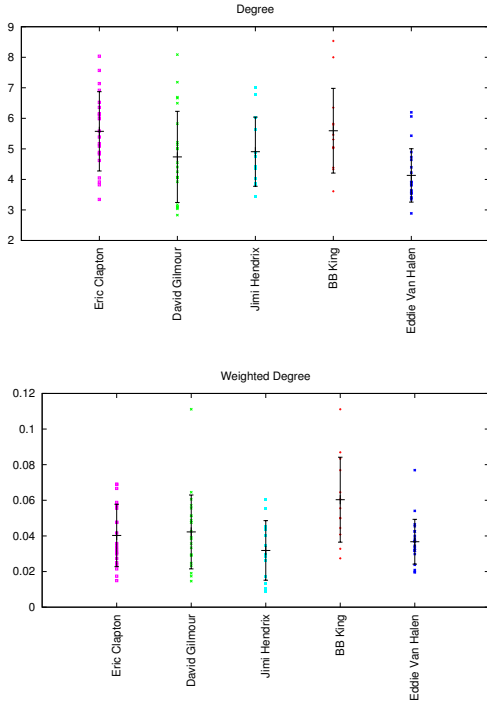 Degree
9
8
7
6
5
4
3
2
Eric Clapton
David Gilmour
Jimi Hendrix
BB King
Eddie Van Halen
Weighted Degree
0.12
0.1
0.08
0.06
0.04
0.02
0
Eric Clapton
David Gilmour
Jimi Hendrix
BB King
Eddie Van Halen